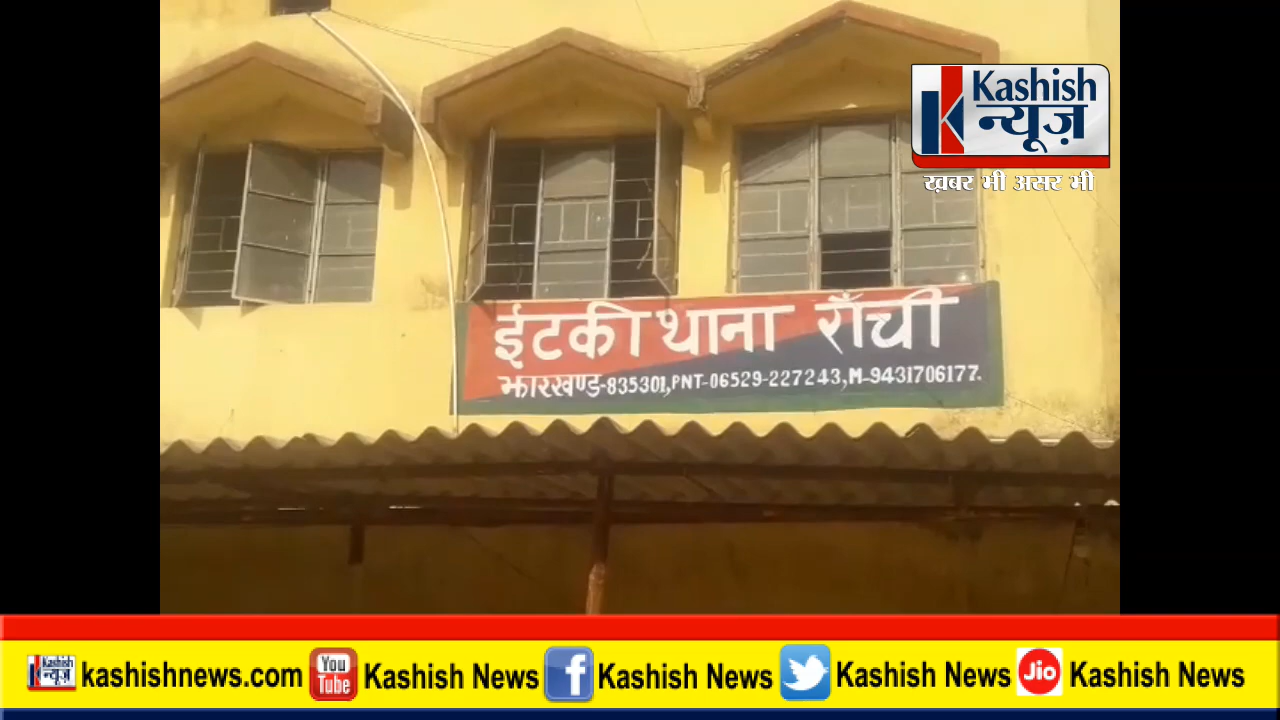 Kashish
न्यूज़
ख़बर भी असर भी
ईटकी थाना राँची
झारखण्ड-835301,PNT-06529-227243,M-9431706177.
Kashish
न्यूज़
kashishnews.com
You
Tube
Kashish News
f
Kashish News
Kashish News
Jio
Kashish News